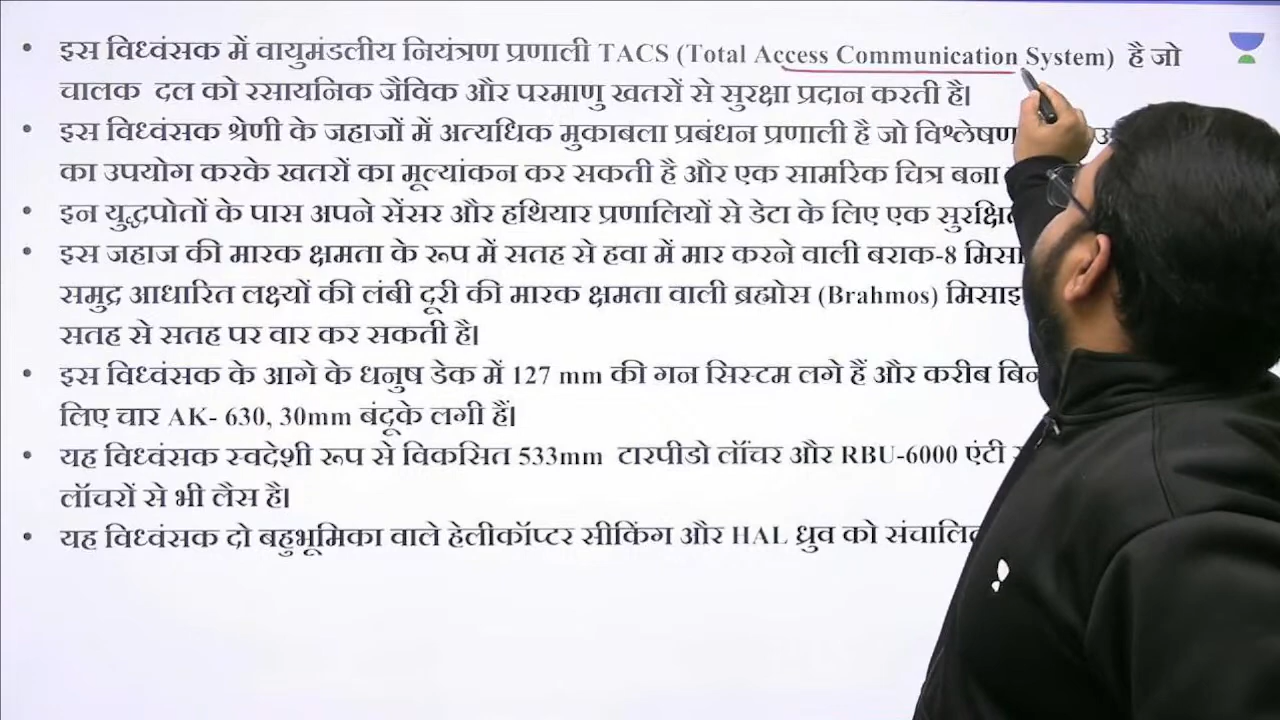 • इस विध्वंसक में वायुमंडलीय नियंत्रण प्रणाली TACS (Total Access Communication System) है जो
चालक दल को रसायनिक जैविक और परमाणु खतरों से सुरक्षा प्रदान करती है।
• इस विध्वंसक श्रेणी के जहाजों में अत्यधिक मुकाबला प्रबंधन प्रणाली है जो विश्लेषण
का उपयोग करके खतरों का मूल्यांकन कर सकती है और एक सामरिक चित्र बना
• इन युद्धपोतों के पास अपने सेंसर और हथियार प्रणालियों से डेटा के लिए एक
• इस जहाज की मारक क्षमता के रूप में सतह से हवा में मार करने वाली बराक-8
समुद्र आधारित लक्ष्यों की लंबी दूरी की मारक क्षमता वाली ब्रह्मोस (Brahmos)
सतह से सतह पर वार कर सकती है।
• इस विध्वंसक के आगे के धनुष डेक में 127 mm की गन सिस्टम लगे हैं और करीब
लिए चार AK- 630, 30mm बंदूके लगी हैं।
• यह विध्वंसक स्वदेशी रूप से विकसित 533mm टारपीडो लॉंचर और RBU-6000 एंटी
लॉचरों से भी लैस है।
• यह विध्वंसक दो बहुभूमिका वाले हेलीकॉप्टर सीकिंग और HAL ध्रुव को